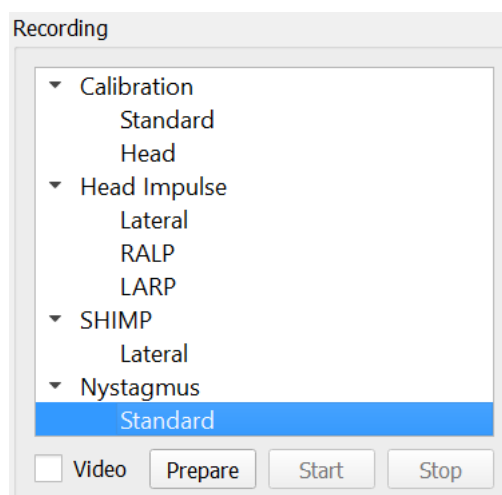 Recording
Calibration
Standard
Head
Head Impulse
Lateral
RALP
LARP
SHIMP
Lateral
Nystagmus
Standard
Video Prepare Start Stop